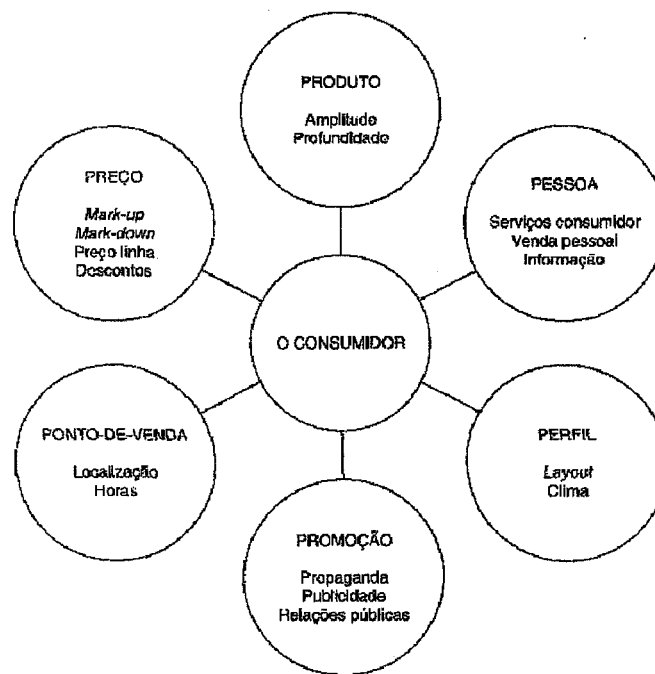 PRODUTO
Amplitude
Profundidade
PREÇO
Mark-up
Mark-down
Preço linha
Descontos
PESSOA
Serviços consumidor
Venda pessoal
Informação
O CONSUMIDOR
PONTO-DE-VENDA
Localização
Horas
PERFIL
Layout
Clima
PROMOÇÃO
Propaganda
Publicidade
Relações públicas